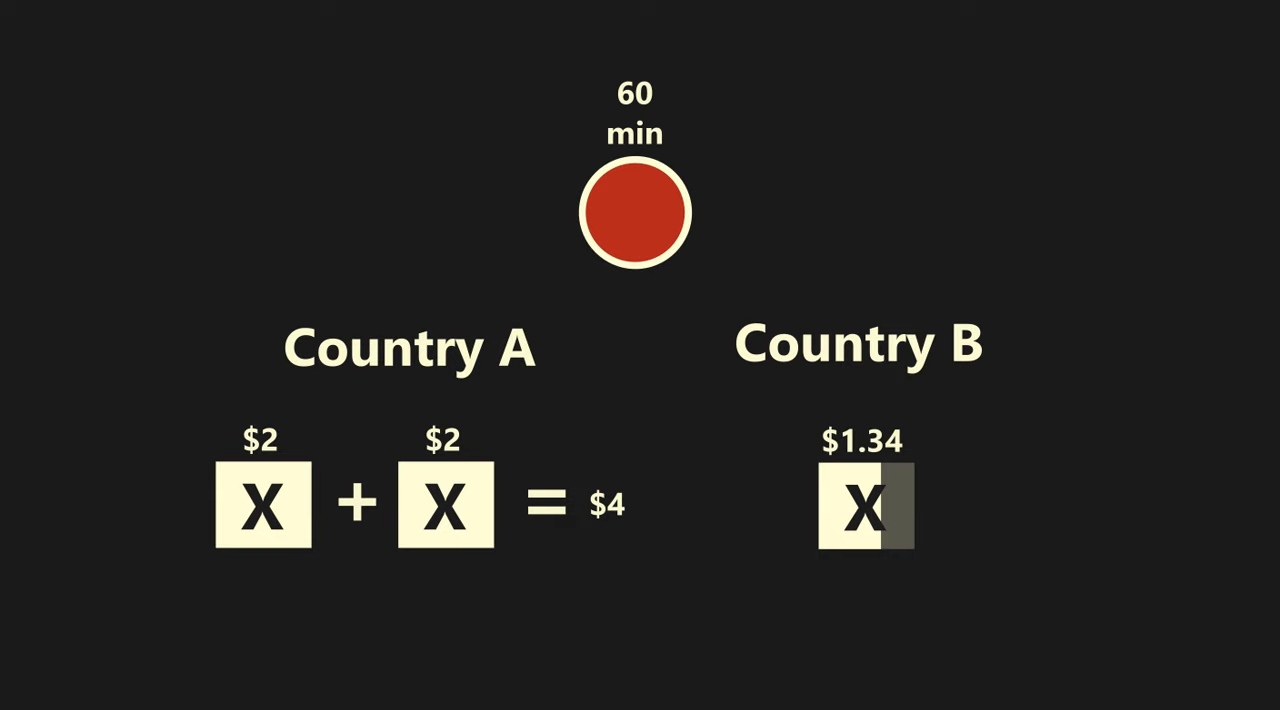 60
min
Country A
Country B
$2
$2
$1.34
X + X = $4
X